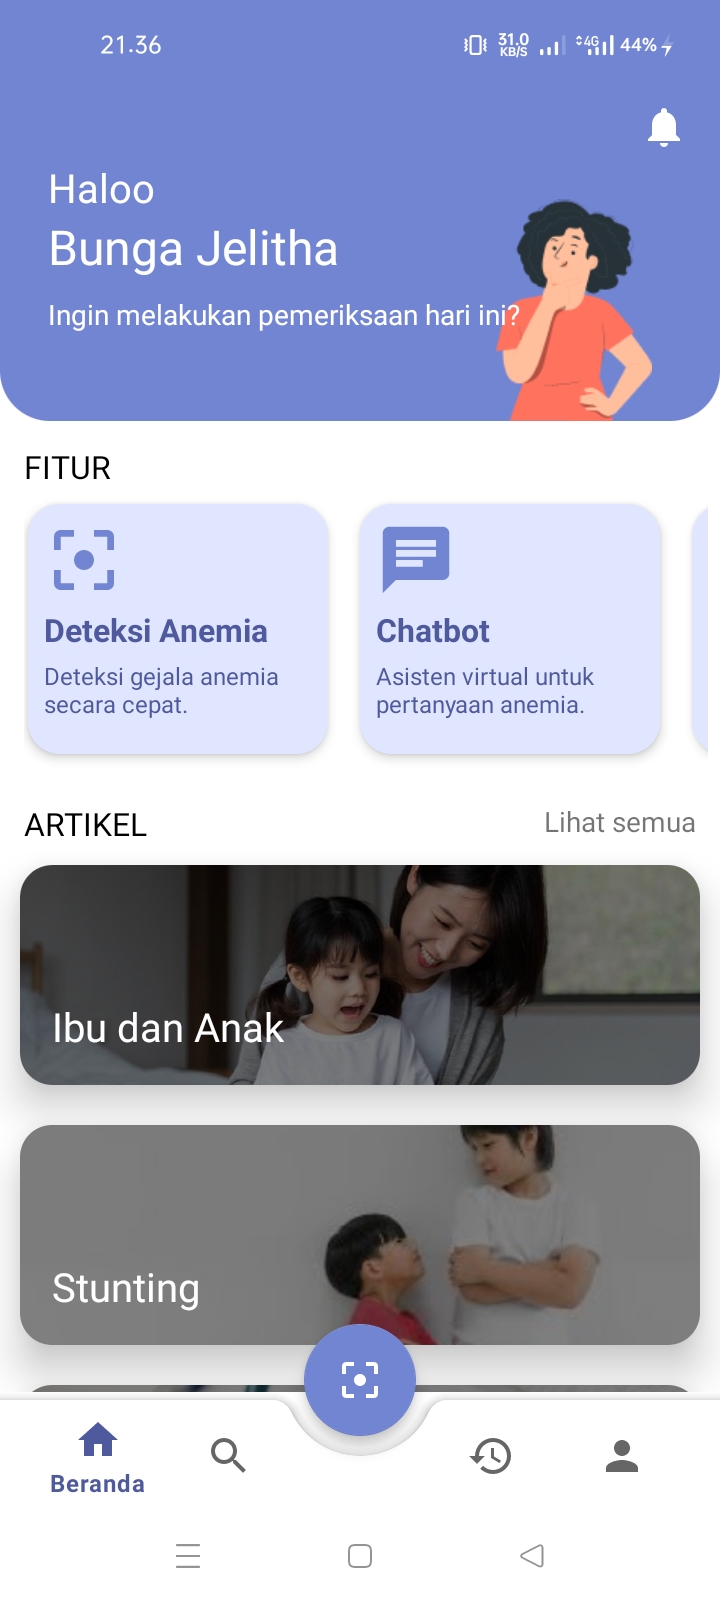 21.36
31.0
KB/S
4G
44%
Haloo
Bunga Jelitha
Ingin melakukan pemeriksaan hari ini?
FITUR
Deteksi Anemia
Deteksi gejala anemia
secara cepat.
Chatbot
Asisten virtual untuk
pertanyaan anemia.
ARTIKEL
Lihat semua
Ibu dan Anak
Stunting
Beranda